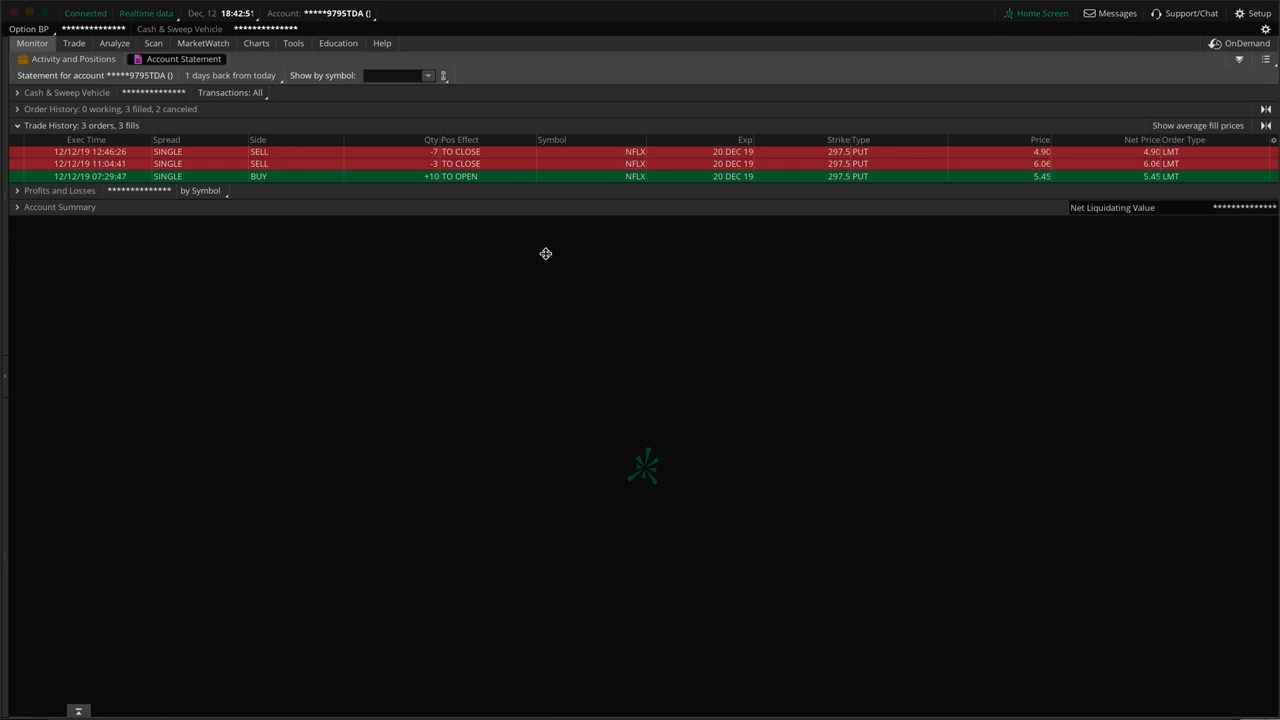 Connected Realtime data Dec, 12 18:42:51 Account: *****9795TDA () Home Screen Messages Support/Chat Setup
Option BP ************** Cash & Sweep Vehicle **************
Monitor Trade Analyze Scan MarketWatch Charts Tools Education Help OnDemand
Activity and Positions Account Statement
Statement for account *****9795TDA () 1 days back from today Show by symbol:
Cash & Sweep Vehicle ************** Transactions: All
Order History: 0 working, 3 filled, 2 canceled
Trade History: 3 orders, 3 fills Show average fill prices
Exec Time Spread Side Qty Pos Effect Symbol Exp Strike Type Price Net Price Order Type
12/12/19 12:46:26 SINGLE SELL -7 TO CLOSE NFLX 20 DEC 19 297.5 PUT 4.90 4.90 LMT
12/12/19 11:04:41 SINGLE SELL -3 TO CLOSE NFLX 20 DEC 19 297.5 PUT 6.06 6.06 LMT
12/12/19 07:29:47 SINGLE BUY +10 TO OPEN NFLX 20 DEC 19 297.5 PUT 5.45 5.45 LMT
Profits and Losses ************** by Symbol
Account Summary Net Liquidating Value **************